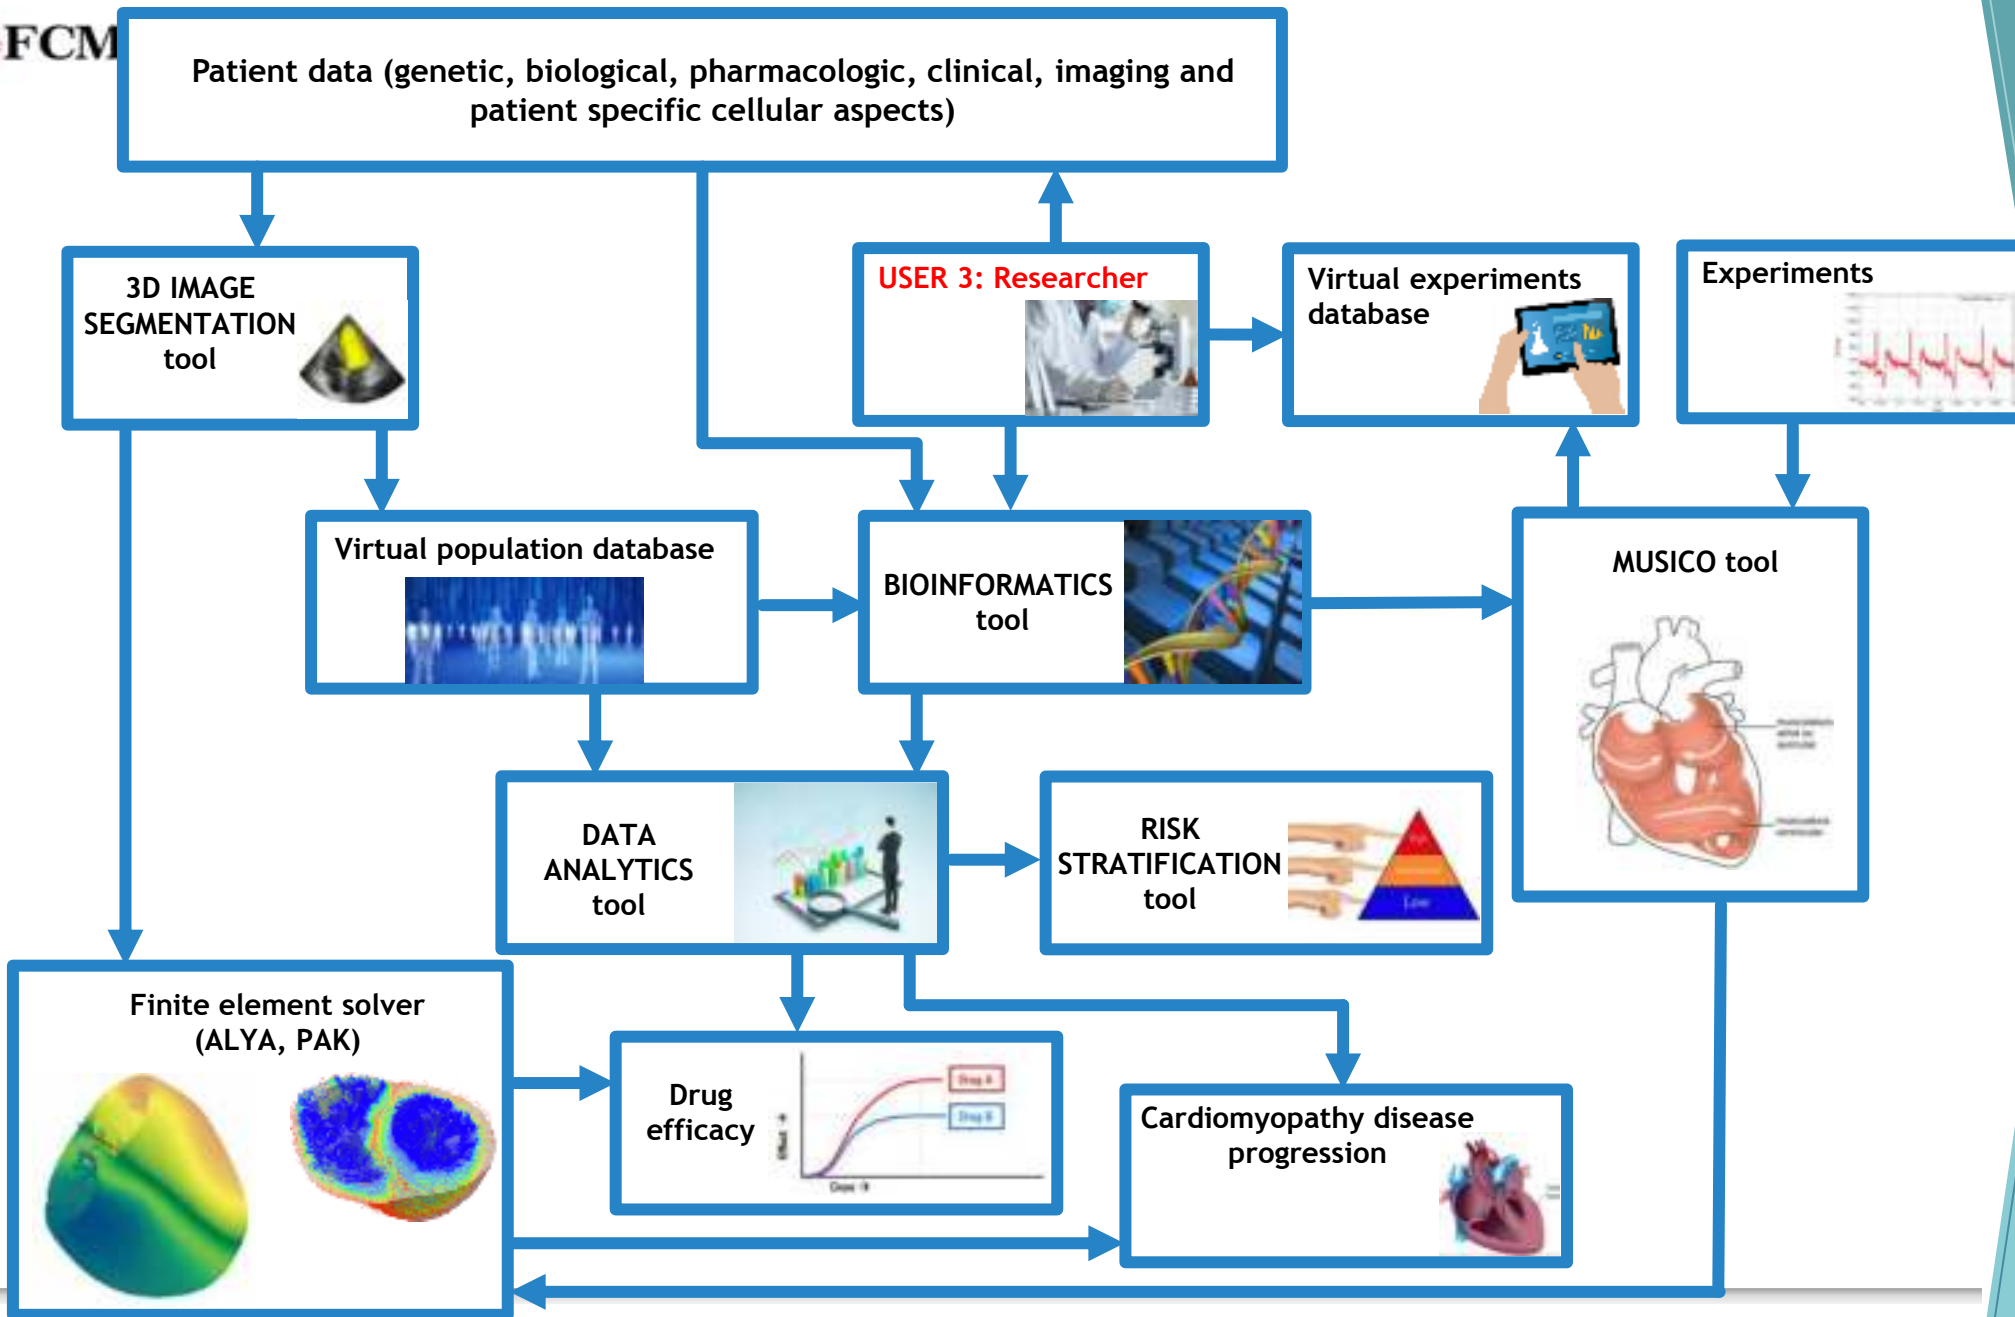 FCM
Patient data (genetic, biological, pharmacologic, clinical, imaging and
patient specific cellular aspects)
3D IMAGE
SEGMENTATION
tool
USER 3: Researcher
Virtual experiments
database
Experiments
Virtual population database
BIOINFORMATICS
tool
MUSICO tool
DATA
ANALYTICS
tool
RISK
STRATIFICATION
tool
Low
Finite element solver
(ALYA, PAK)
Drug
efficacy
Effect →
Drug A
Drug B
Dose →
Cardiomyopathy disease
progression